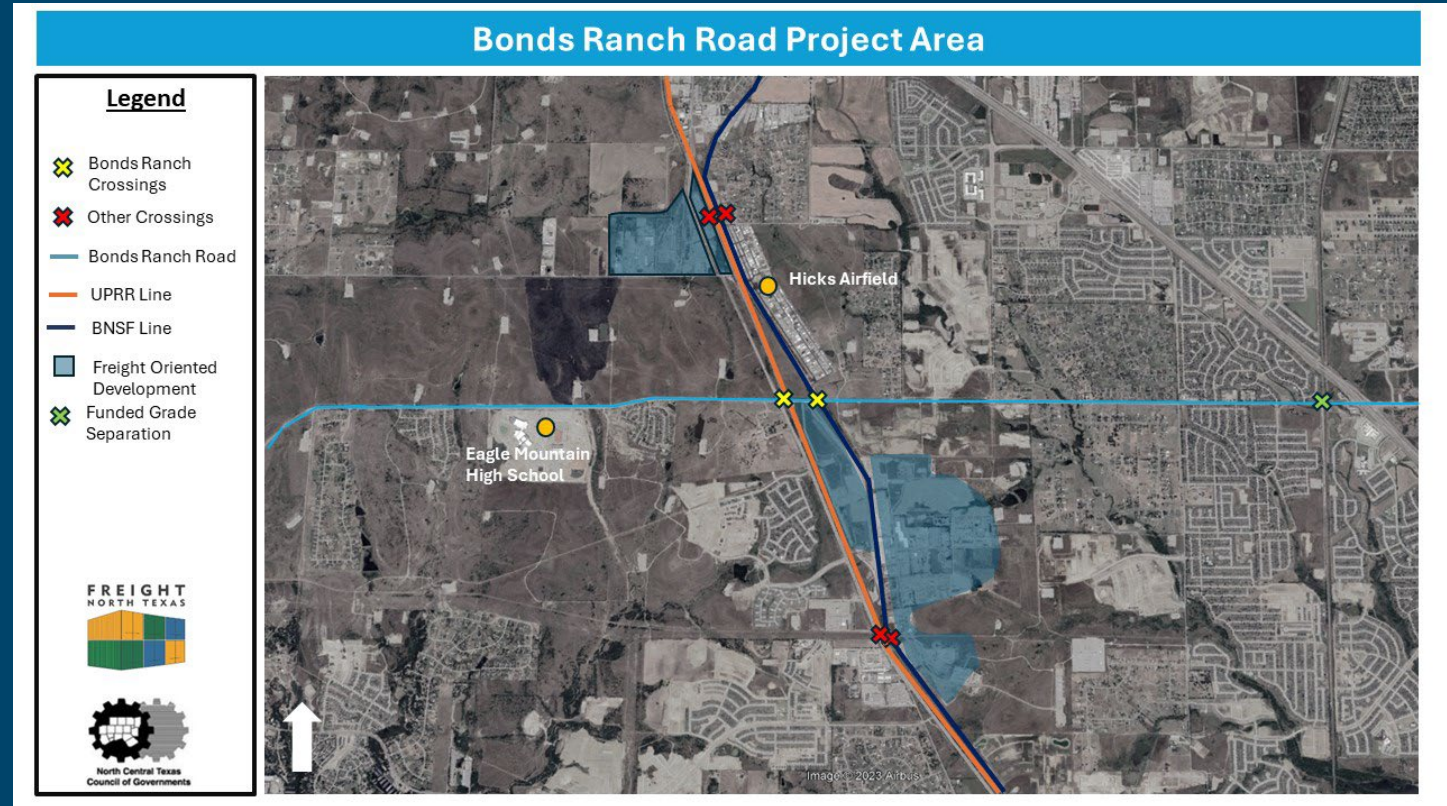 Bonds Ranch Road Project Area
Legend
Bonds Ranch
Crossings
Other Crossings
Bonds Ranch Road
UPRR Line
BNSF Line
Freight Oriented
Development
Funded Grade
Separation
FREIGHT
NORTH TEXAS
North Central Texas
Council of Governments
Hicks Airfield
Eagle Mountain
High School
Image © 2023 Airbus